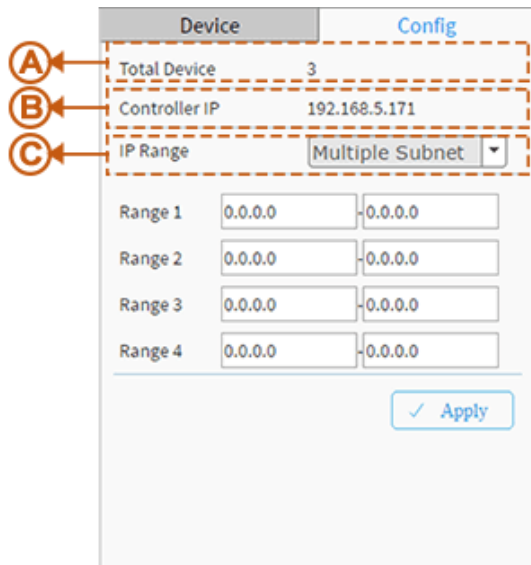 Device Config
A Total Device 3
B Controller IP 192.168.5.171
C IP Range Multiple Subnet
Range 1 0.0.0.0 - 0.0.0.0
Range 2 0.0.0.0 - 0.0.0.0
Range 3 0.0.0.0 - 0.0.0.0
Range 4 0.0.0.0 - 0.0.0.0
✓ Apply